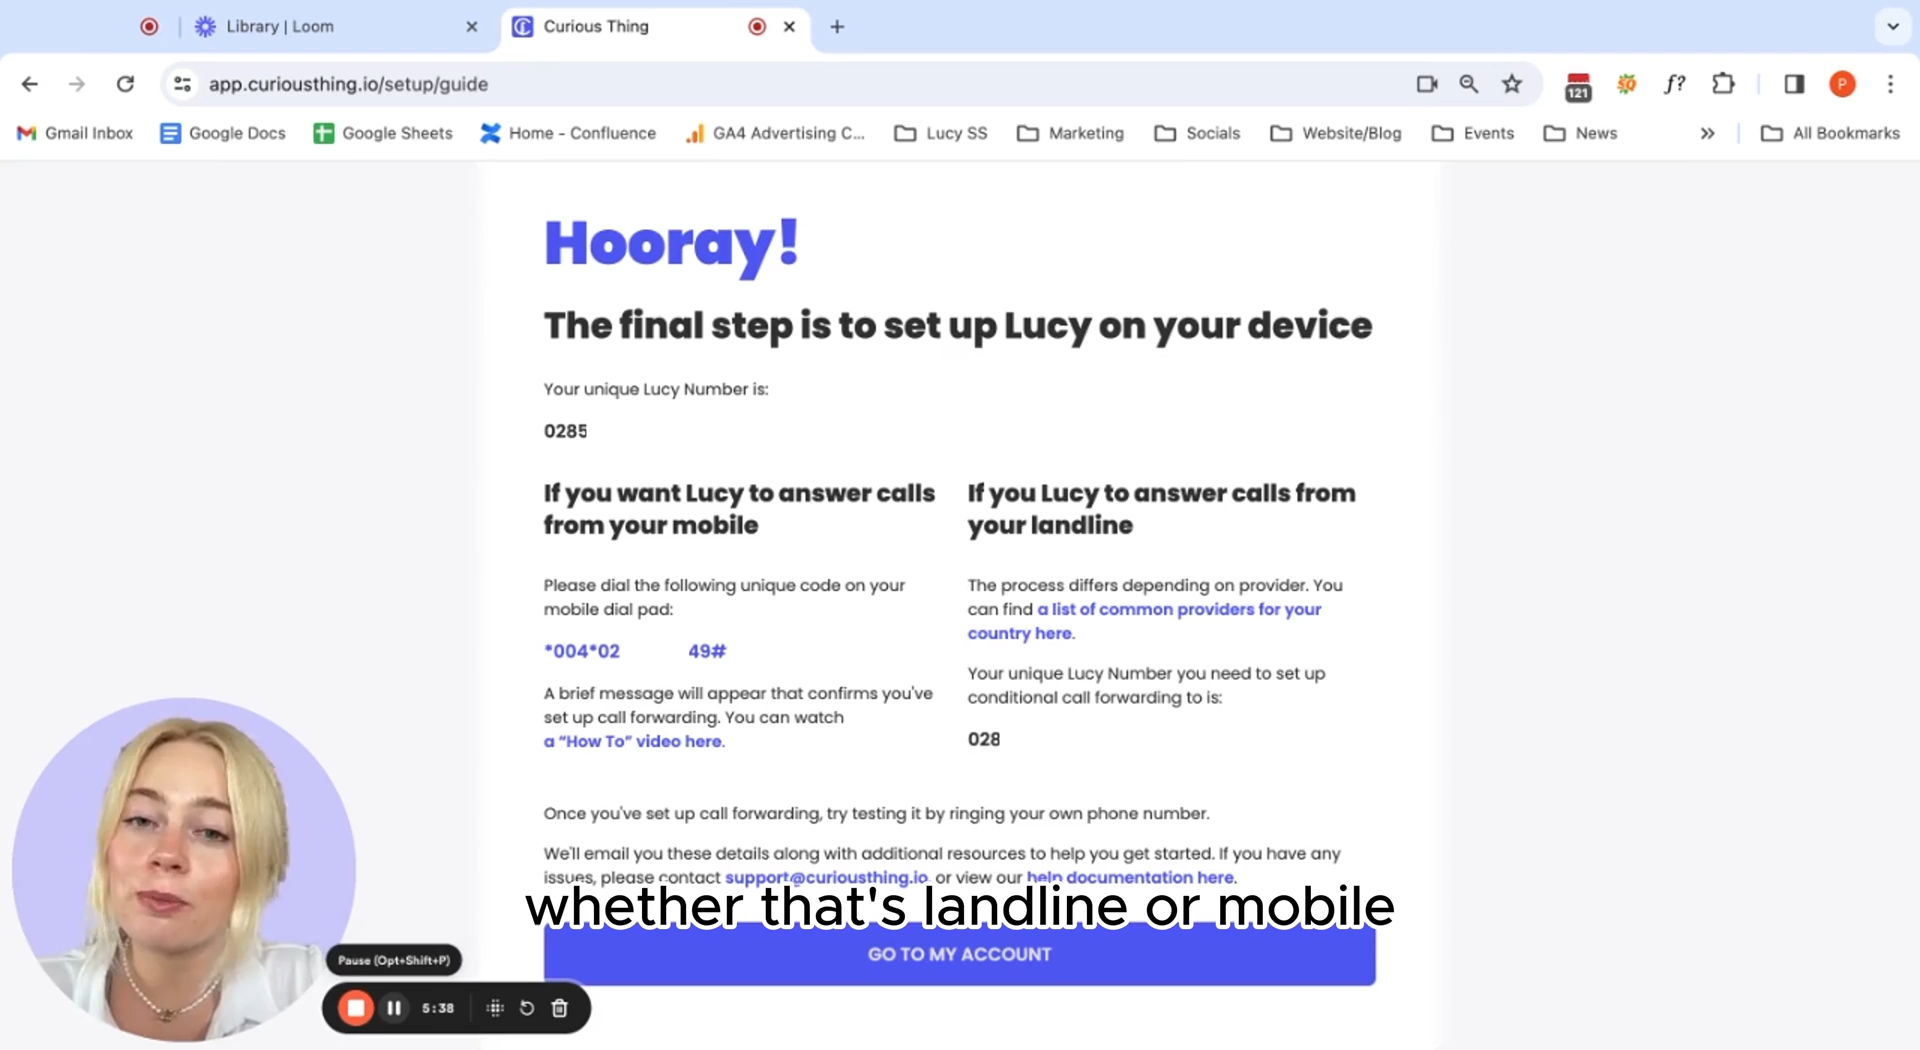 Library | Loom
Curious Thing
app.curiousthing.io/setup/guide
121
SQ
f?
P
Gmail Inbox
Google Docs
Google Sheets
Home - Confluence
GA4 Advertising C...
Lucy SS
Marketing
Socials
Website/Blog
Events
News
All Bookmarks
Hooray!
The final step is to set up Lucy on your device
Your unique Lucy Number is:
0285
If you want Lucy to answer calls
from your mobile
Please dial the following unique code on your
mobile dial pad:
*004*02 49#
A brief message will appear that confirms you've
set up call forwarding. You can watch
a “How To” video here.
If you Lucy to answer calls from
your landline
The process differs depending on provider. You
can find a list of common providers for your
country here.
Your unique Lucy Number you need to set up
conditional call forwarding to is:
028
Once you've set up call forwarding, try testing it by ringing your own phone number.
We'll email you these details along with additional resources to help you get started. If you have any
issues, please contact support@curiousthing.io or view our help documentation here.
whether that's landline or mobile
GO TO MY ACCOUNT
Pause (Opt+Shift+P)
5:38